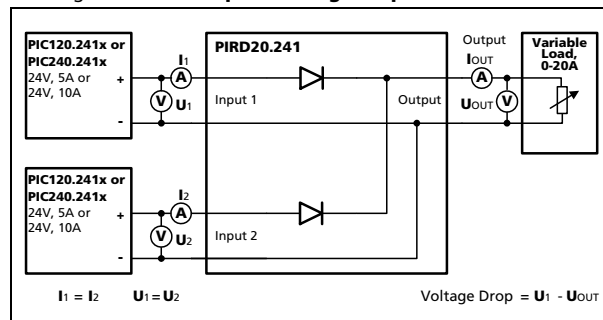 PIC120.241x or
PIC240.241x
24V, 5A or
24V, 10A
+
-
I1
A
V
U1
PIRD20.241
Input 1
Output
Output
IOUT
A
UOUT
V
Variable
Load,
0-20A
PIC120.241x or
PIC240.241x
24V, 5A or
24V, 10A
+
-
I2
A
V
U2
Input 2
I1 = I2
U1 = U2
Voltage Drop = U1 - UOUT